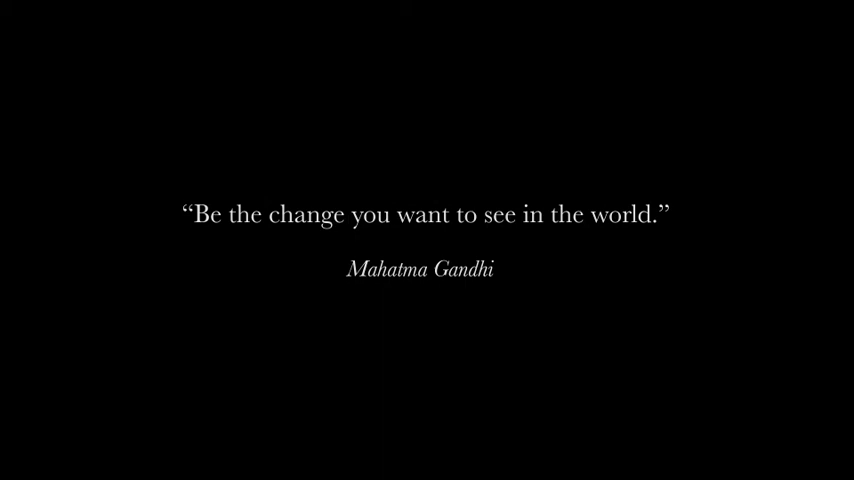 “Be the change you want to see in the world.”
Mahatma Gandhi